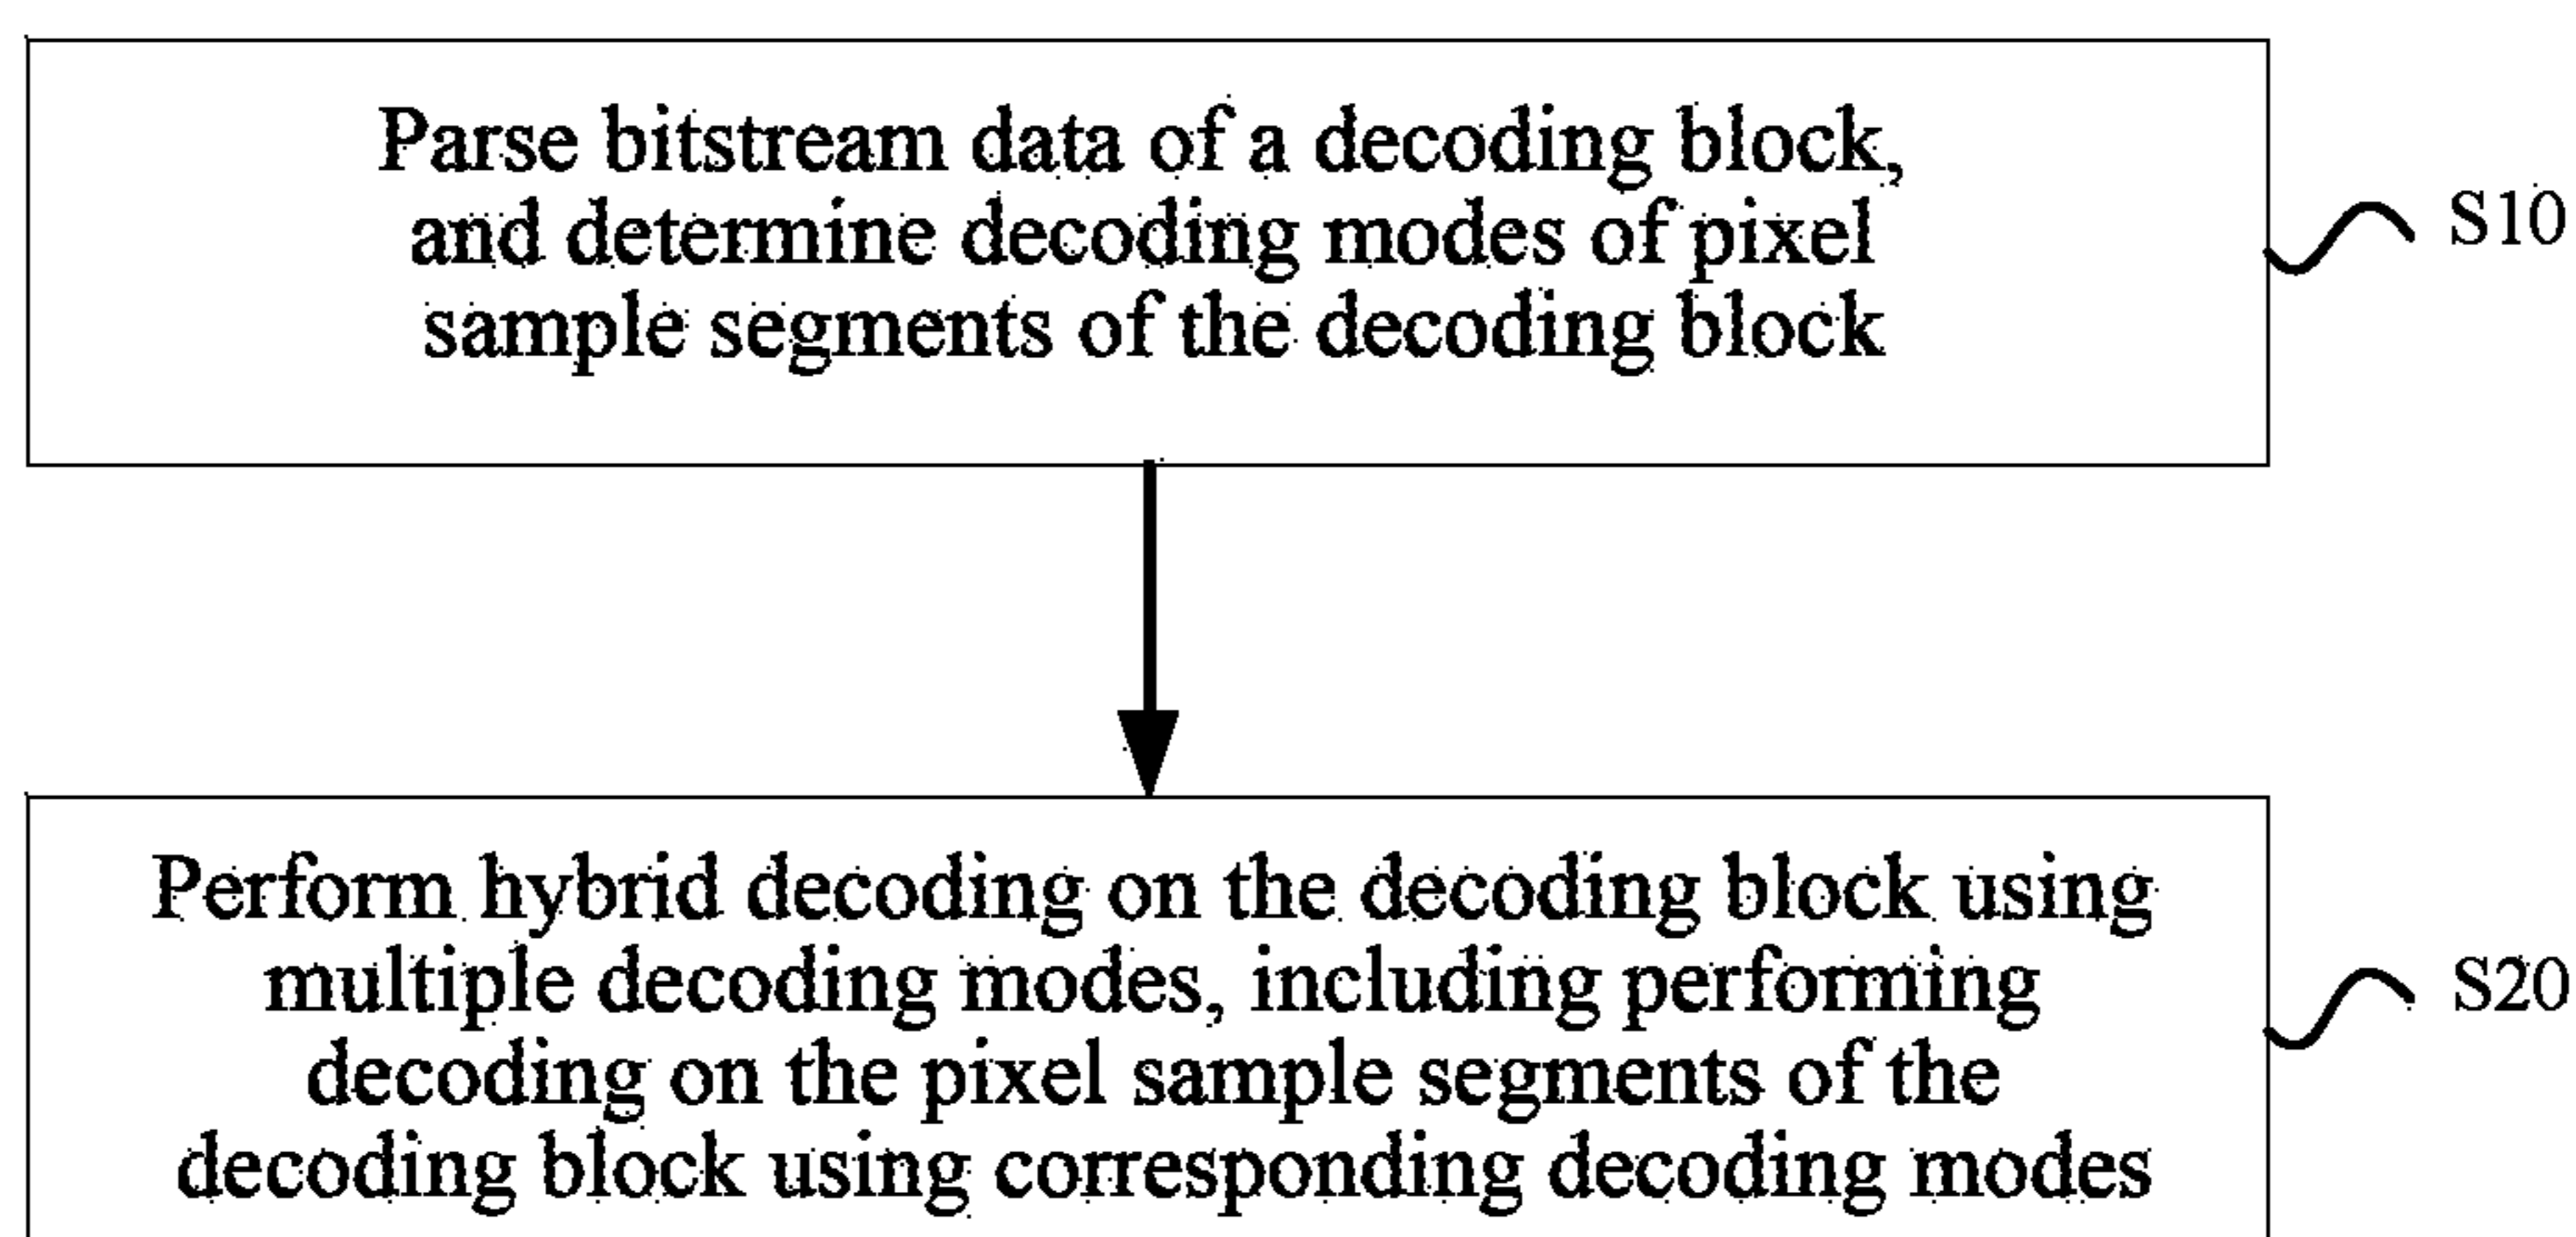 Parse bitstream data of a decoding block,
and determine decoding modes of pixel
sample segments of the decoding block
S10
Perform hybrid decoding on the decoding block using
multiple decoding modes, including performing
decoding on the pixel sample segments of the
decoding block using corresponding decoding modes
S20